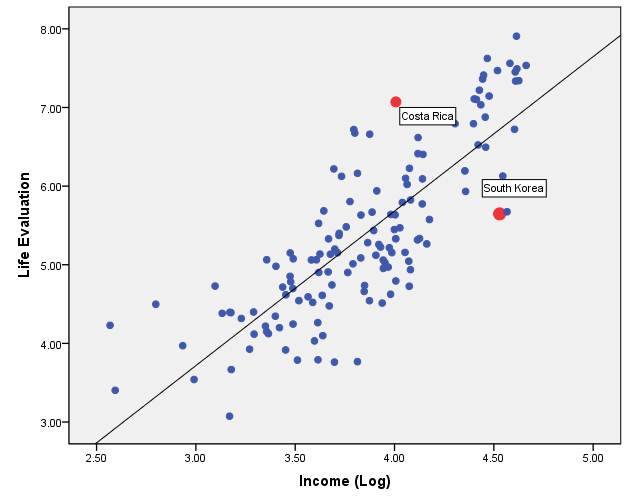 8.00
7.00
6.00
5.00
4.00
3.00
Life Evaluation
Costa Rica
South Korea
2.50 3.00 3.50 4.00 4.50 5.00
Income (Log)